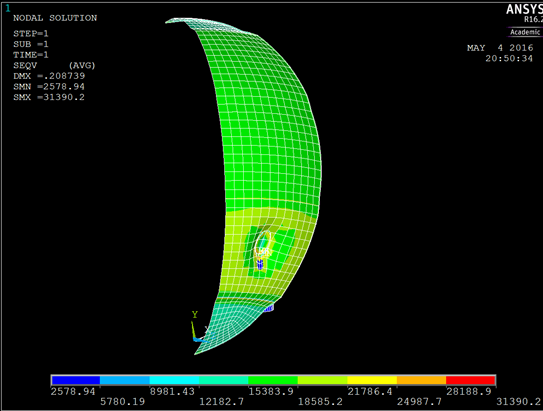 1
NODAL SOLUTION
STEP=1
SUB =1
TIME=1
SEQV (AVG)
DMX =.208739
SMN =2578.94
SMX =31390.2
ANSYS
R16.2
Academic
MAY 4 2016
20:50:34
Y
2578.94 8981.43 15383.9 21786.4 28188.9
5780.19 12182.7 18585.2 24987.7 31390.2